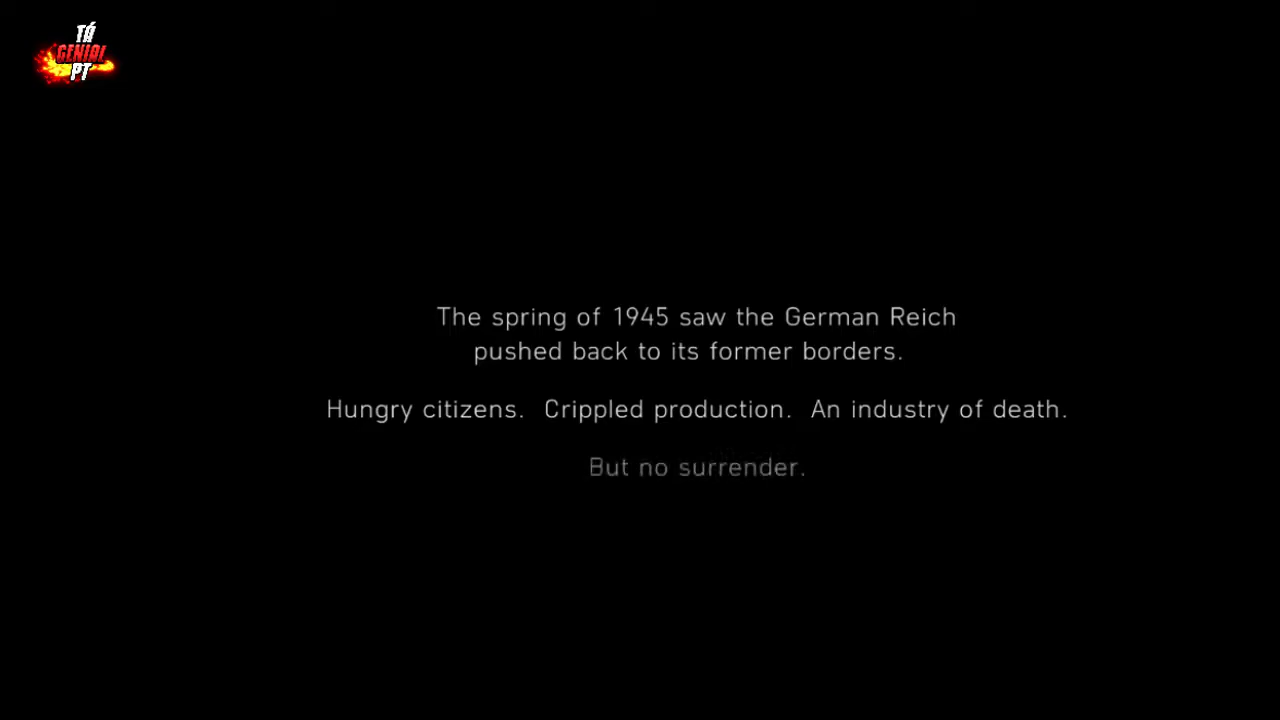 TÁ
GENIAL
PT
The spring of 1945 saw the German Reich
pushed back to its former borders.
Hungry citizens. Crippled production. An industry of death.
But no surrender.